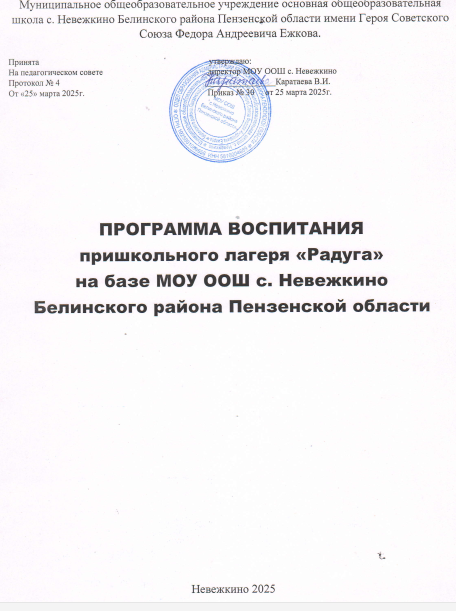 Муниципальное общеобразовательное учреждение основная общеобразовательная
школа с. Невежкино Белинского района Пензенской области имени Героя Советского
Союза Федора Андреевича Ежкова.
Принята
утверждаю:
На педагогическом совете
директор МОУ ООШ с. Невежкино
Протокол № 4
Каратаева В.И.
От «25» марта 2025г.
Приказ № 30 от 25 марта 2025г.
ПРОГРАММА ВОСПИТАНИЯ
пришкольного лагеря «Радуга»
на базе МОУ ООШ с. Невежкино
Белинского района Пензенской области
Невежкино 2025